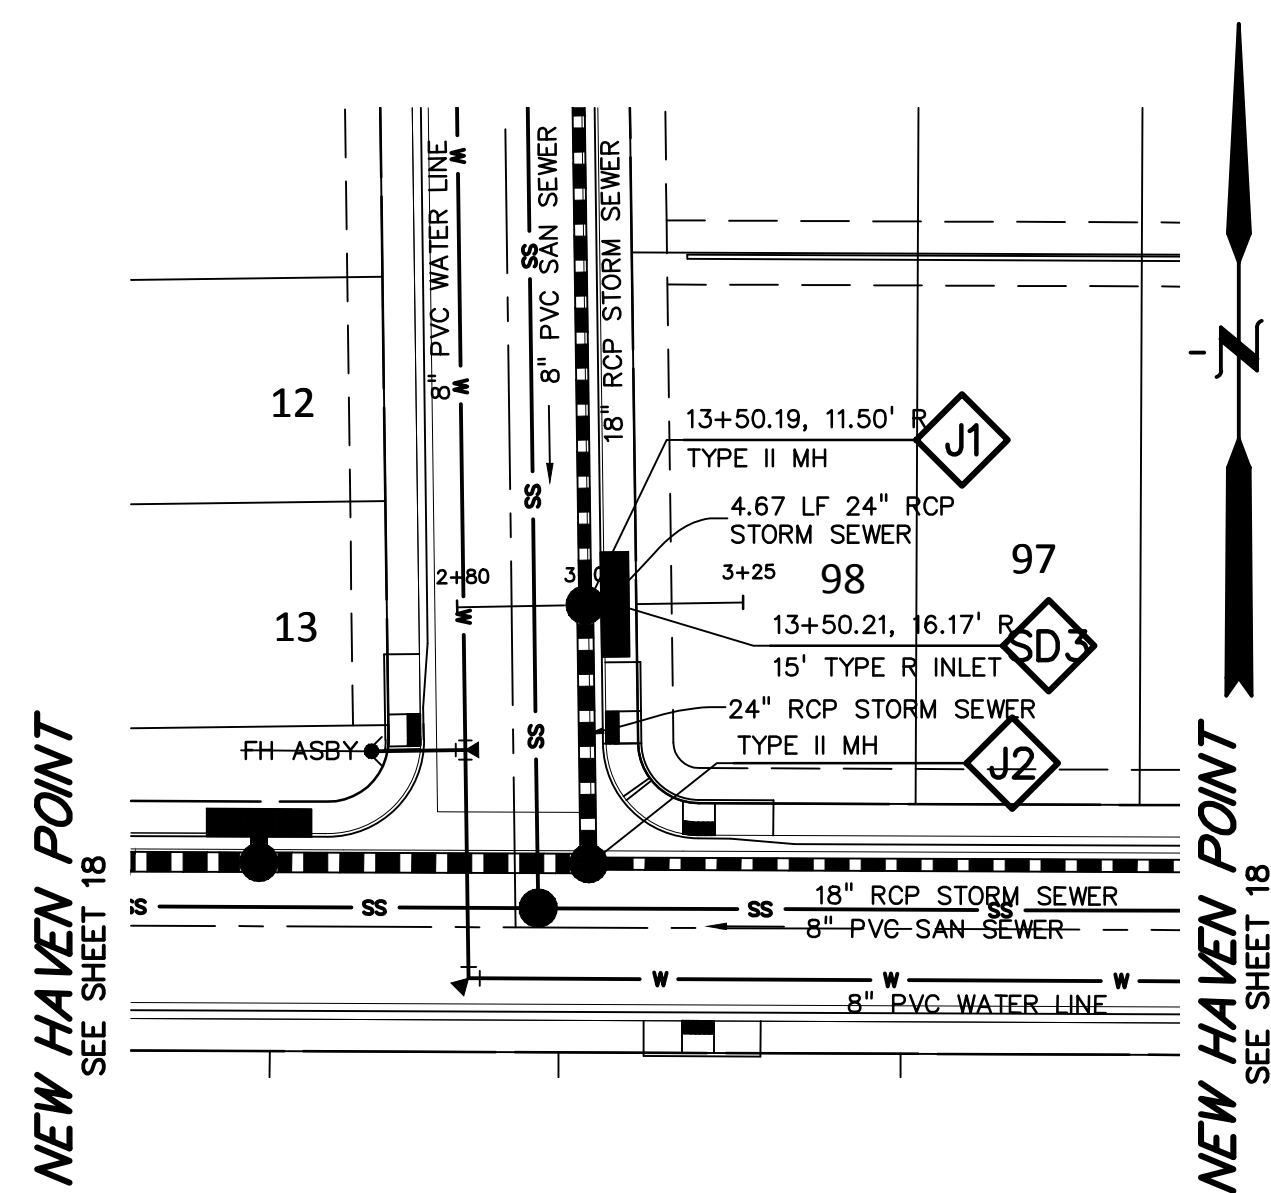 8" PVC WATER LINE
8" PVC SAN SEWER
18" RCP STORM SEWER
W
W
W
SS
SS
SS
12
13
13+50.19, 11.50' R
TYPE II MH
J1
4.67 LF 24" RCP
STORM SEWER
97
98
2+80
3+25
13+50.21, 16.17' R
15' TYPE R INLET
SD3
24" RCP STORM SEWER
TYPE II MH
J2
FH ASBY
18" RCP STORM SEWER
SS
SS
SS
SS
8" PVC SAN SEWER
W
W
W
8" PVC WATER LINE
NEW HAVEN POINT
SEE SHEET 18
NEW HAVEN POINT
SEE SHEET 18
N